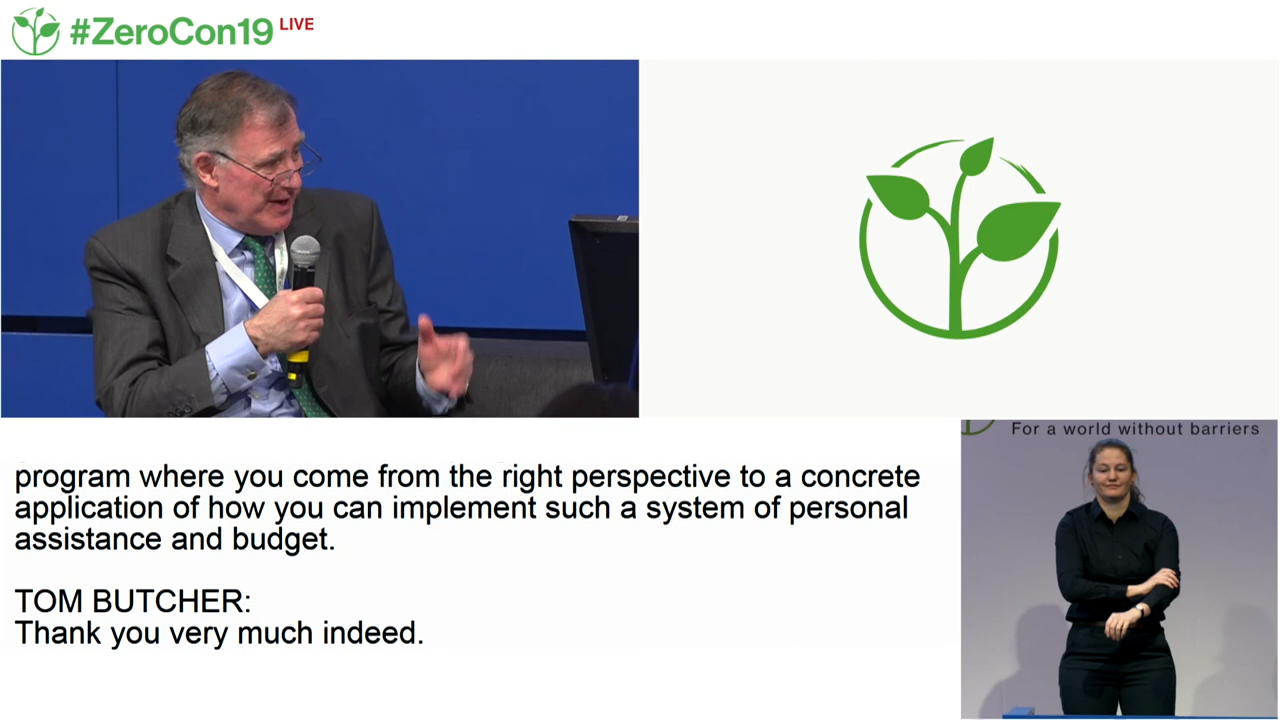 #ZeroCon19 LIVE
For a world without barriers
program where you come from the right perspective to a concrete
application of how you can implement such a system of personal
assistance and budget.
TOM BUTCHER:
Thank you very much indeed.